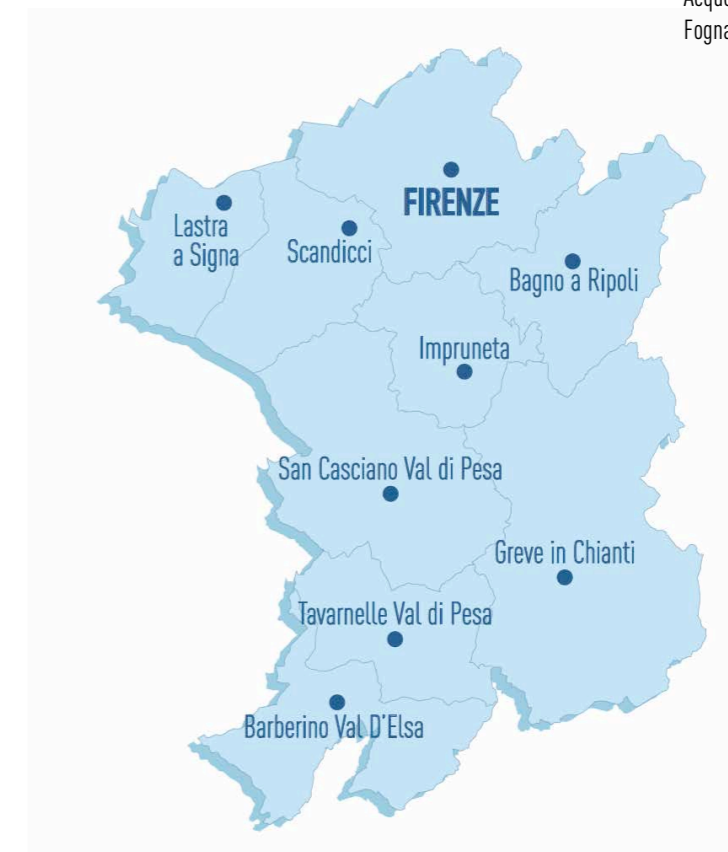 FIRENZE
Lastra
a Signa
Scandicci
Bagno a Ripoli
Impruneta
San Casciano Val di Pesa
Greve in Chianti
Tavarnelle Val di Pesa
Barberino Val D'Elsa